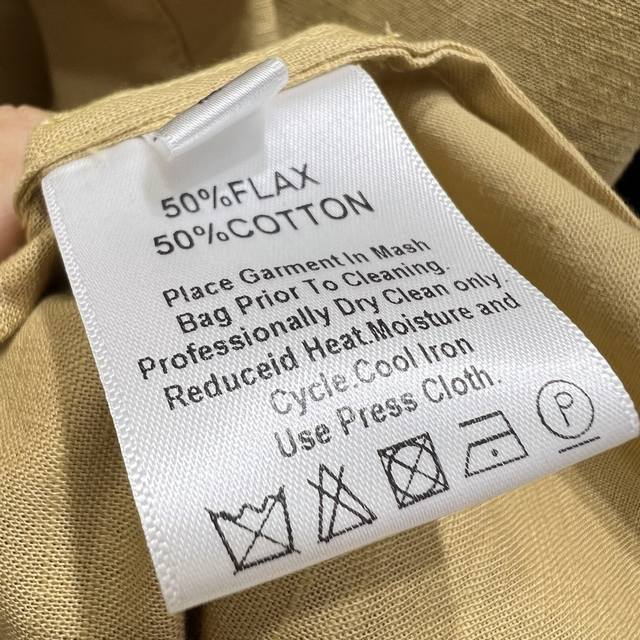 50%FLAX
50%COTTON
Place Garment.In Mash
Bag Prior To Cleaning.
Professionally Dry Clean only.
Reduceid Heat.Moisture and
Cycle.Cool Iron
Use Press Cloth.
P